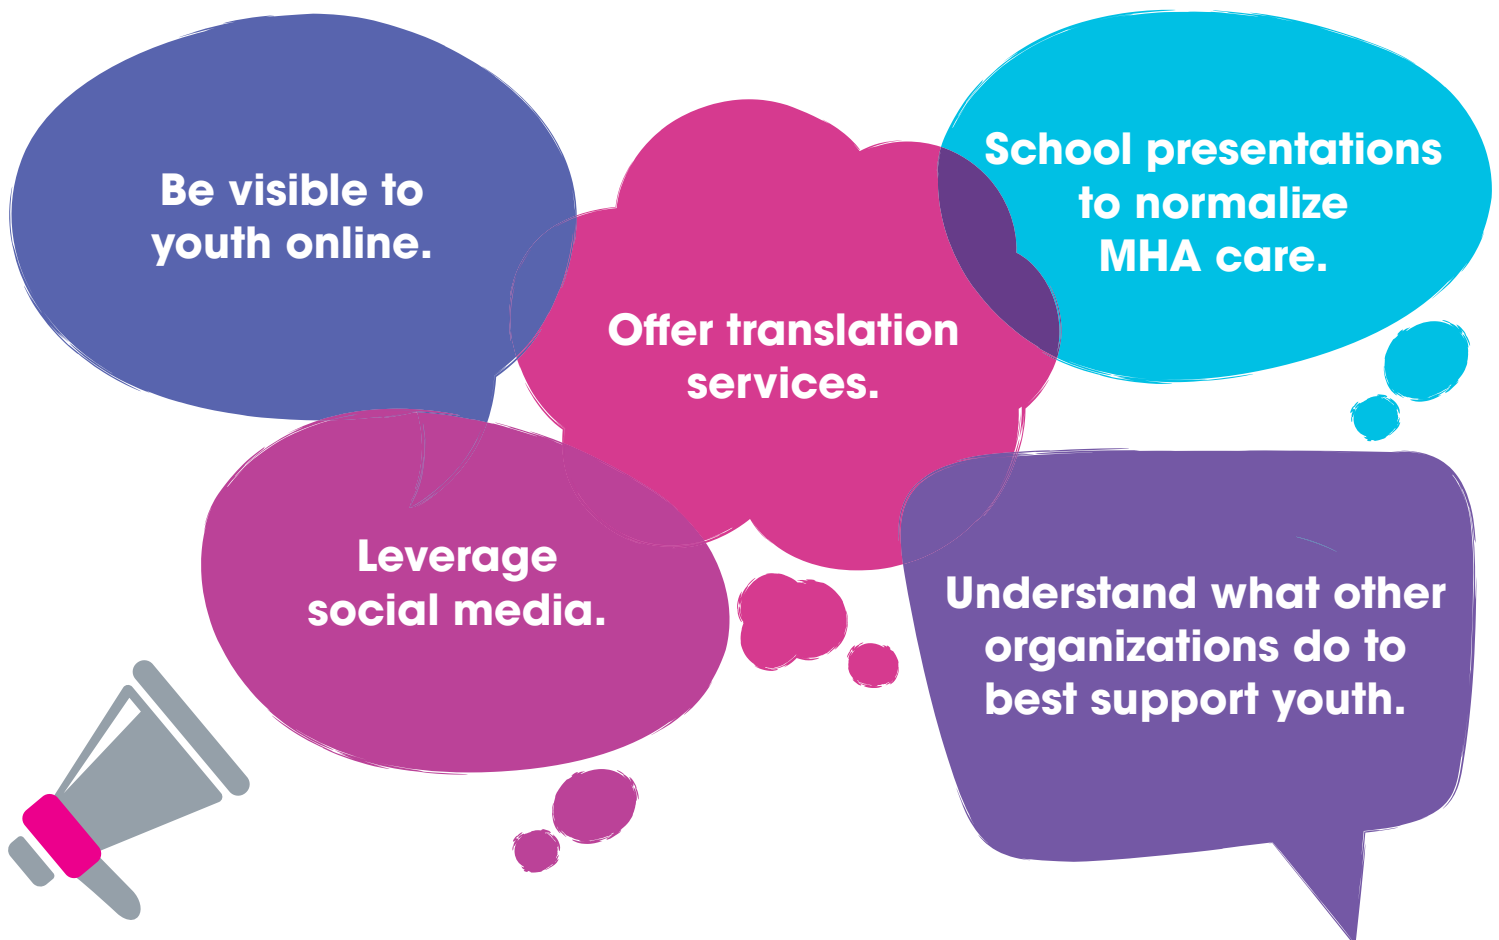 Be visible to
youth online.
Offer translation
services.
School presentations
to normalize
MHA care.
Leverage
social media.
Understand what other
organizations do to
best support youth.